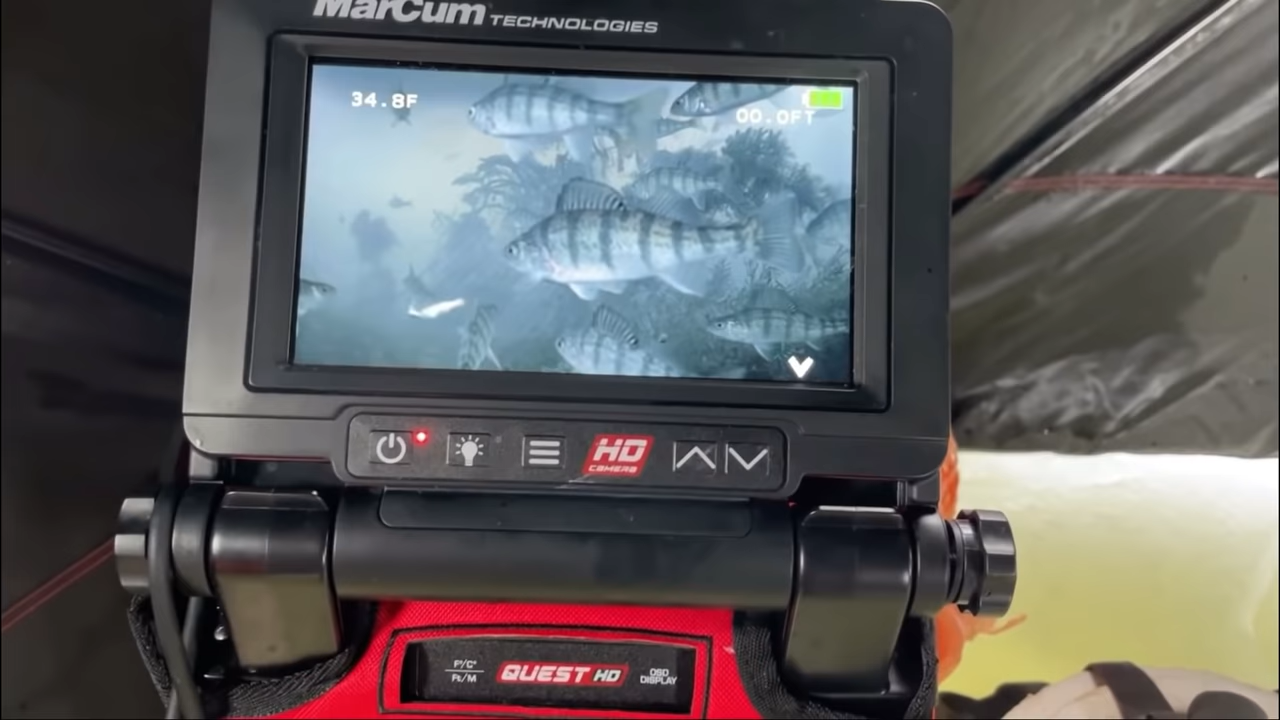 MarCum TECHNOLOGIES
34.8F
00.0FT
HD
CAMERA
F/C°
Ft/M
QUEST HD
OSD
DISPLAY